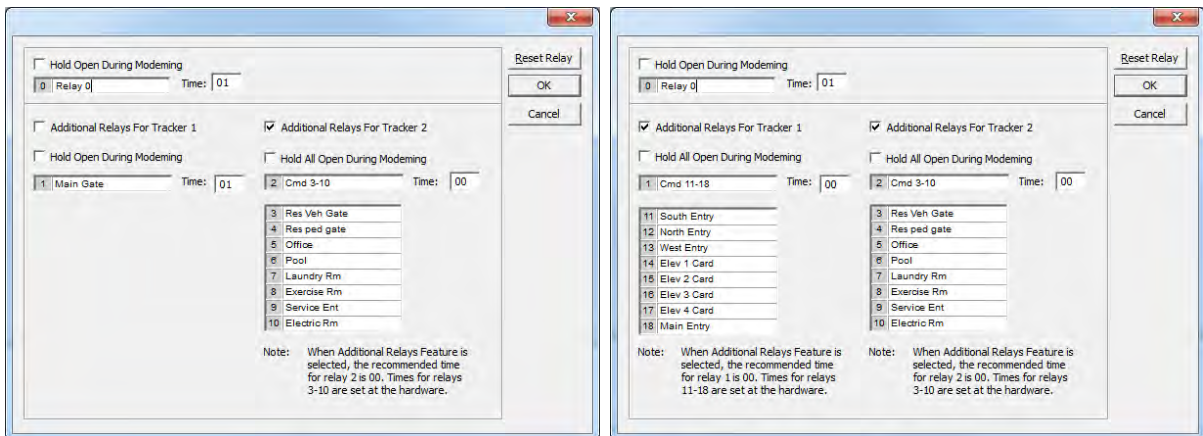 Hold Open During Modeming
0 Relay 0 Time: 01
Additional Relays For Tracker 1
Hold Open During Modeming
1 Main Gate Time: 01
Additional Relays For Tracker 2
Hold All Open During Modeming
2 Cmd 3-10 Time: 00
3 Res Veh Gate
4 Res ped gate
5 Office
6 Pool
7 Laundry Rm
8 Exercise Rm
9 Service Ent
10 Electric Rm
Note: When Additional Relays Feature is
selected, the recommended time
for relay 2 is 00. Times for relays
3-10 are set at the hardware.
Reset Relay
OK
Cancel
Hold Open During Modeming
0 Relay 0 Time: 01
Additional Relays For Tracker 1
Hold All Open During Modeming
1 Cmd 11-18 Time: 00
11 South Entry
12 North Entry
13 West Entry
14 Elev 1 Card
15 Elev 2 Card
16 Elev 3 Card
17 Elev 4 Card
18 Main Entry
Note: When Additional Relays Feature is
selected, the recommended time
for relay 1 is 00. Times for relays
11-18 are set at the hardware.
Additional Relays For Tracker 2
Hold All Open During Modeming
2 Cmd 3-10 Time: 00
3 Res Veh Gate
4 Res ped gate
5 Office
6 Pool
7 Laundry Rm
8 Exercise Rm
9 Service Ent
10 Electric Rm
Note: When Additional Relays Feature is
selected, the recommended time
for relay 2 is 00. Times for relays
3-10 are set at the hardware.
Reset Relay
OK
Cancel